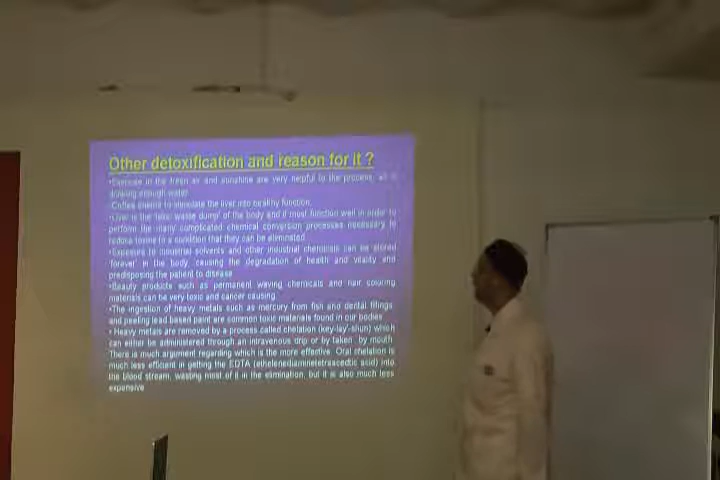 Other detoxification and reason for it ?
•Exercise in the fresh air and sunshine are very helpful to the process, as is
drinking enough water
•Coffee enema to stimulate the liver into healthy function.
•Liver is the 'toxic waste dump' of the body and it must function well in order to
perform the many complicated chemical conversion processes necessary to
reduce toxins to a condition that they can be eliminated.
•Exposure to industrial solvents and other industrial chemicals can be stored
'forever' in the body, causing the degradation of health and vitality and
predisposing the patient to disease
•Beauty products such as permanent waving chemicals and hair coloring
materials can be very toxic and cancer causing.
•The ingestion of heavy metals such as mercury from fish and dental fillings
and peeling lead based paint are common toxic materials found in our bodies
• Heavy metals are removed by a process called chelation (key-lay'-shun) which
can either be administered through an intravenous drip or by taken by mouth.
There is much argument regarding which is the more effective. Oral chelation is
much less efficient in getting the EDTA into
the blood stream, wasting most of it in the elimination, but it is also much less
expensive